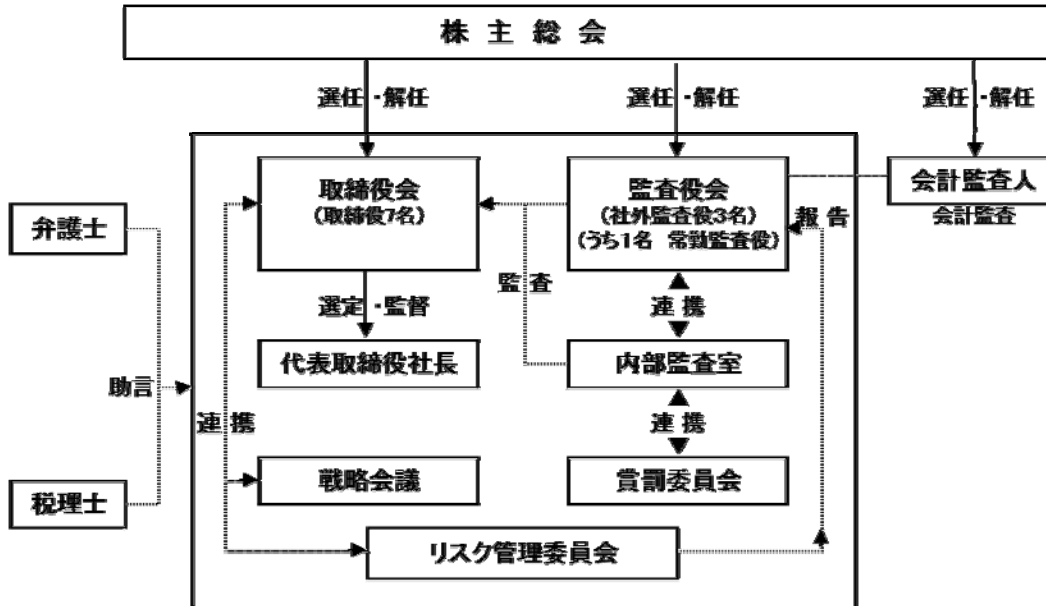 株主総会
選任・解任
選任・解任
選任・解任
取締役会
(取締役7名)
監査役会
(社外監査役3名)
(うち1名 常勤監査役)
会計監査人
会計監査
報告
弁護士
監査
選定・監督
連携
代表取締役社長
内部監査室
助言
連携
連携
戦略会議
賞罰委員会
税理士
リスク管理委員会